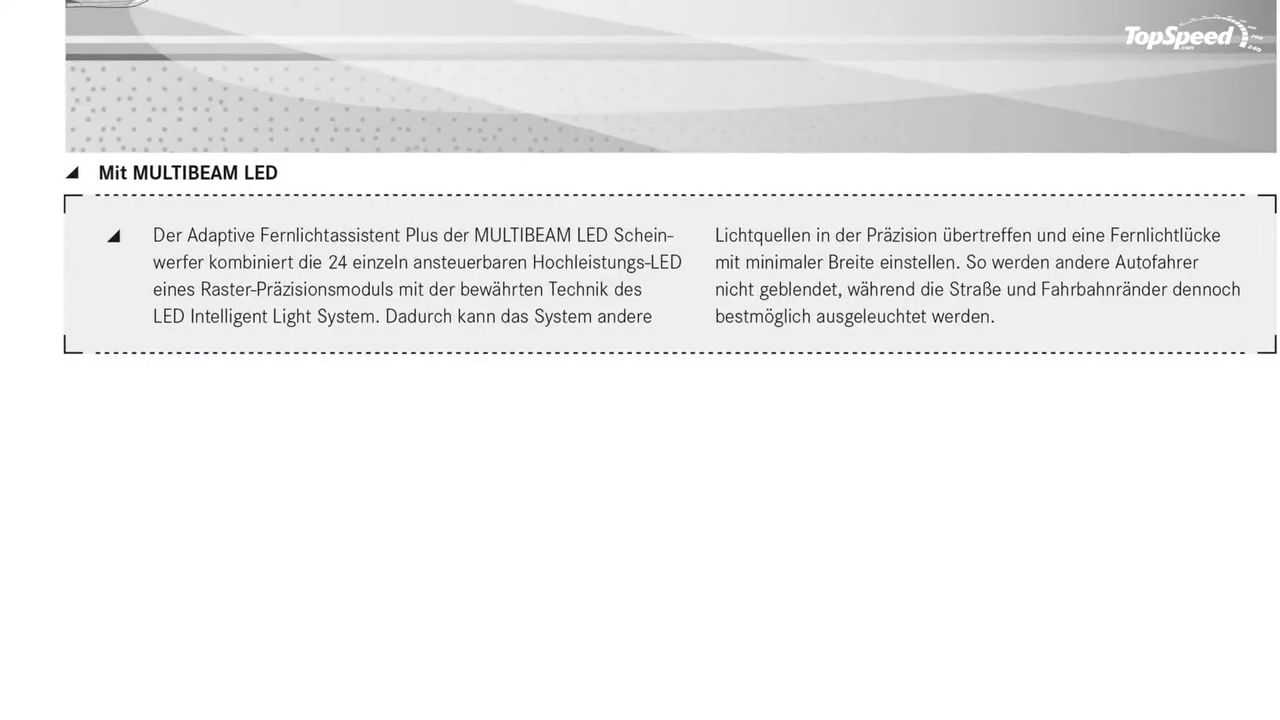 TopSpeed
.com
Mit MULTIBEAM LED
Der Adaptive Fernlichtassistent Plus der MULTIBEAM LED Schein-
werfer kombiniert die 24 einzeln ansteuerbaren Hochleistungs-LED
eines Raster-Präzisionsmoduls mit der bewährten Technik des
LED Intelligent Light System. Dadurch kann das System andere
Lichtquellen in der Präzision übertreffen und eine Fernlichtlücke
mit minimaler Breite einstellen. So werden andere Autofahrer
nicht geblendet, während die Straße und Fahrbahnränder dennoch
bestmöglich ausgeleuchtet werden.